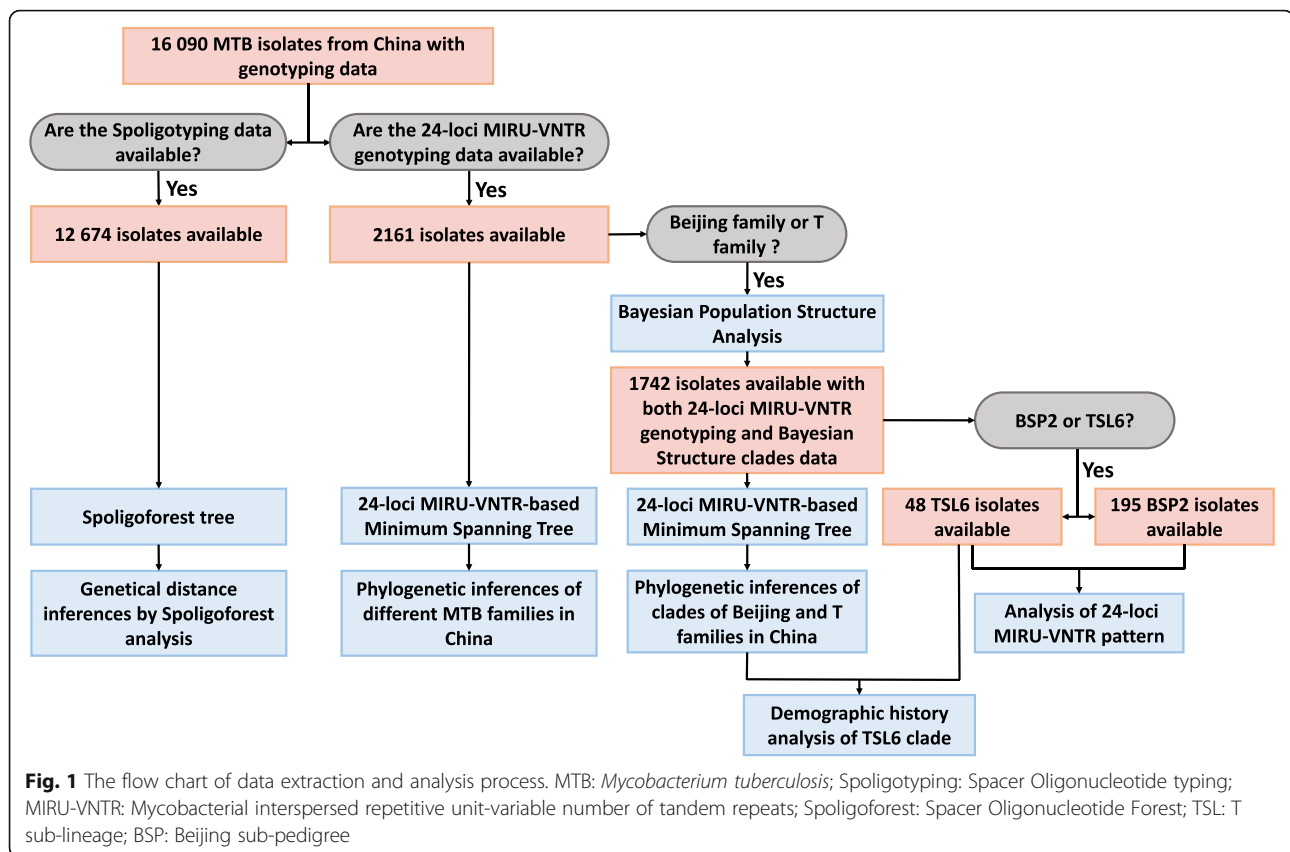 16 090 MTB isolates from China with
genotyping data
Are the Spoligotyping data
available?
Are the 24-loci MIRU-VNTR
genotyping data available?
Yes
Yes
12 674 isolates available
2161 isolates available
Beijing family or T
family ?
Yes
Bayesian Population Structure
Analysis
1742 isolates available with
both 24-loci MIRU-VNTR
genotyping and Bayesian
Structure clades data
BSP2 or TSL6?
Yes
48 TSL6 isolates
available
195 BSP2 isolates
available
Spoligoforest tree
24-loci MIRU-VNTR-based
Minimum Spanning Tree
24-loci MIRU-VNTR-based
Minimum Spanning Tree
Genetical distance
inferences by Spoligoforest
analysis
Phylogenetic inferences of
different MTB families in
China
Phylogenetic inferences of
clades of Beijing and T
families in China
Analysis of 24-loci
MIRU-VNTR pattern
Demographic history
analysis of TSL6 clade
Fig. 1 The flow chart of data extraction and analysis process. MTB: Mycobacterium tuberculosis; Spoligotyping: Spacer Oligonucleotide typing;
MIRU-VNTR: Mycobacterial interspersed repetitive unit-variable number of tandem repeats; Spoligoforest: Spacer Oligonucleotide Forest; TSL: T
sub-lineage; BSP: Beijing sub-pedigree